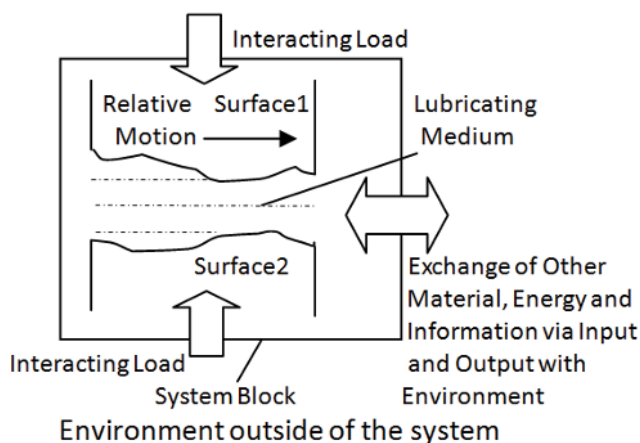 Interacting Load
Relative Surface1
Motion
Lubricating
Medium
Surface2
Exchange of Other
Material, Energy and
Information via Input
and Output with
Environment
Interacting Load
System Block
Environment outside of the system